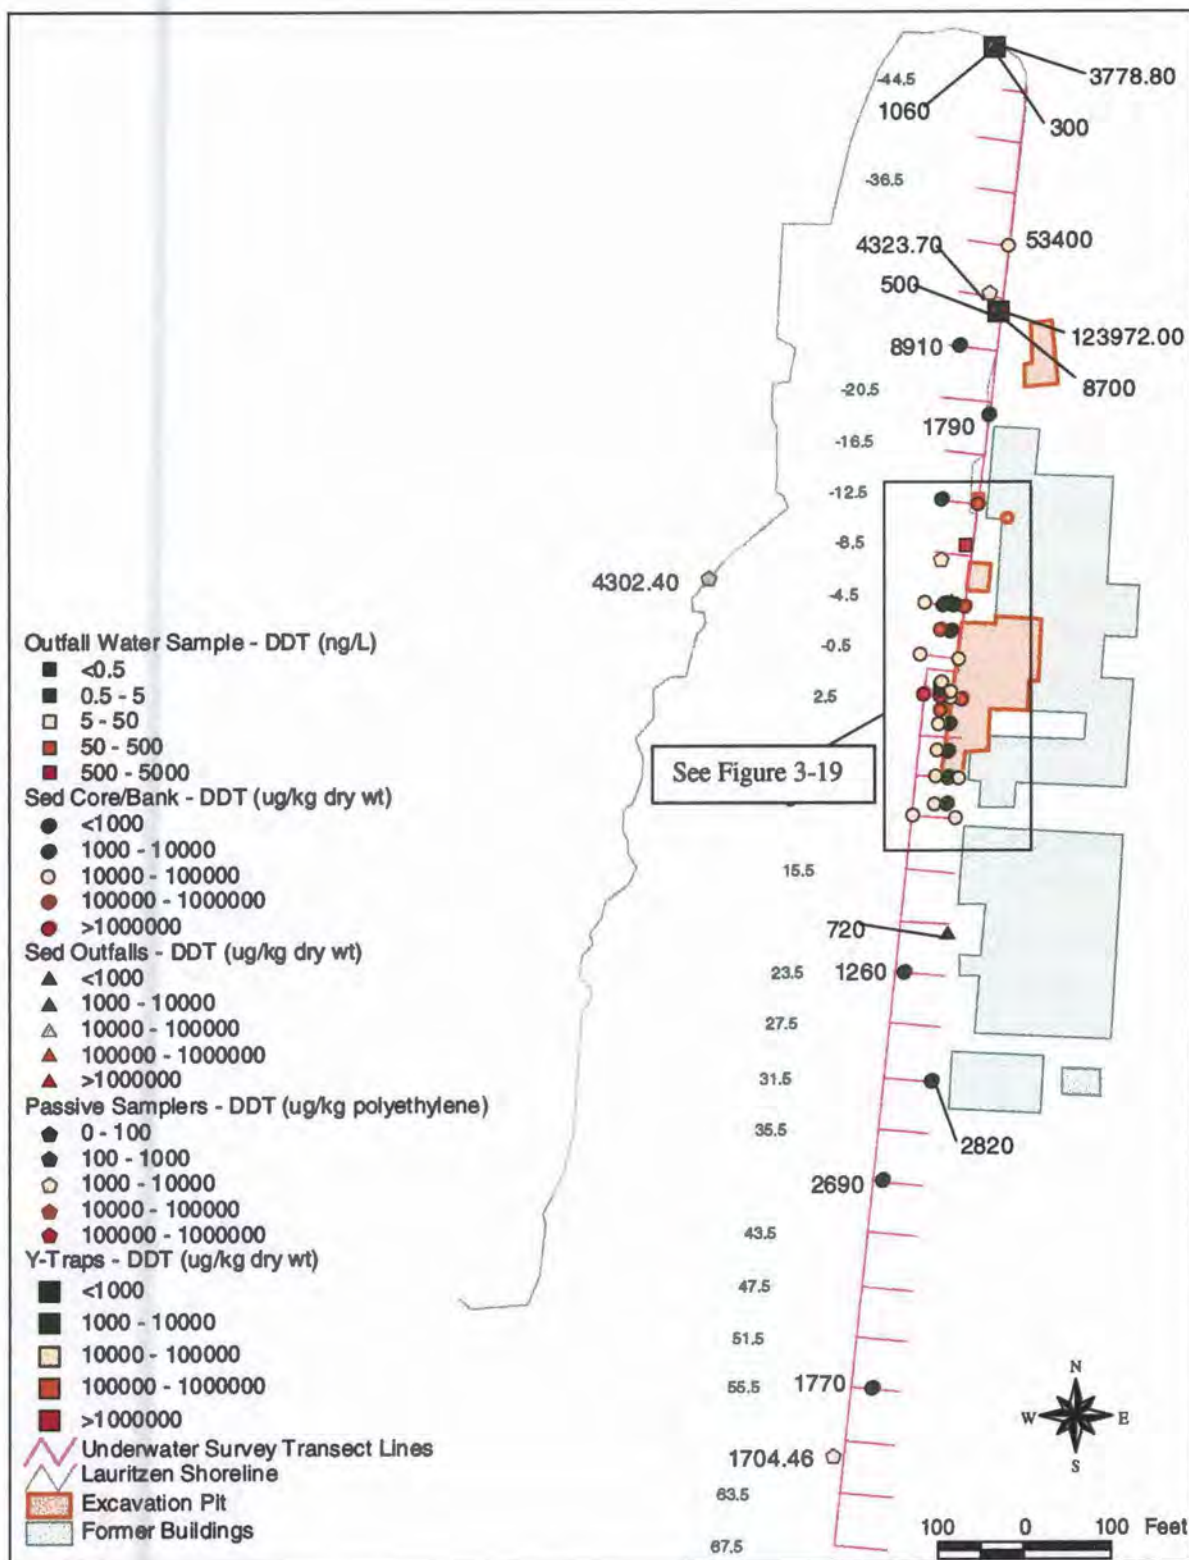 -44.5
3778.80
1060
300
-36.5
4323.70
53400
500
123972.00
8910
8700
-20.5
1790
-16.5
-12.5
-8.5
4302.40
-4.5
-0.5
2.5
See Figure 3-19
15.5
720
23.5
1260
27.5
31.5
35.5
2820
2690
43.5
47.5
51.5
55.5
1770
1704.46
63.5
67.5
Outfall Water Sample - DDT (ng/L)
<0.5
0.5 - 5
5 - 50
50 - 500
500 - 5000
Sed Core/Bank - DDT (ug/kg dry wt)
<1000
1000 - 10000
10000 - 100000
100000 - 1000000
>1000000
Sed Outfalls - DDT (ug/kg dry wt)
<1000
1000 - 10000
10000 - 100000
100000 - 1000000
>1000000
Passive Samplers - DDT (ug/kg polyethylene)
0 - 100
100 - 1000
1000 - 10000
10000 - 100000
100000 - 1000000
Y-Traps - DDT (ug/kg dry wt)
<1000
1000 - 10000
10000 - 100000
100000 - 1000000
>1000000
Underwater Survey Transect Lines
Lauritzen Shoreline
Excavation Pit
Former Buildings
N
W E
S
100 0 100 Feet